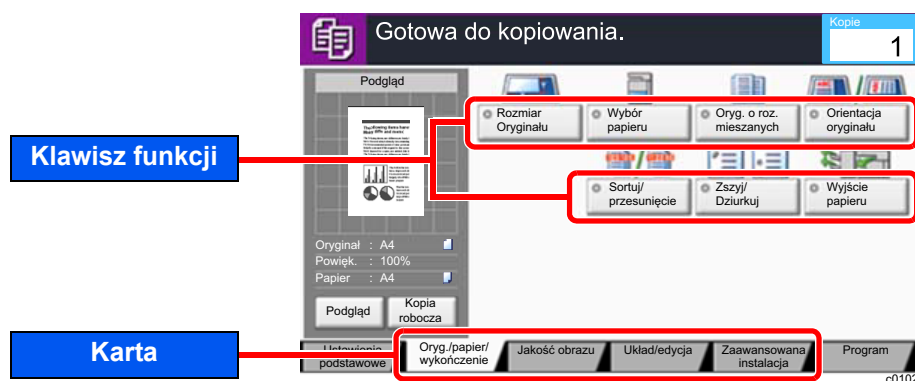 Gotowa do kopiowania.
Kopie
1
Podgląd
Klawisz funkcji
Rozmiar
Oryginału
Wybór
papieru
Oryg. o roz.
mieszanych
Orientacja
oryginału
Sortuj/
przesunięcie
Zszyj/
Dziurkuj
Wyjście
papieru
Oryginał : A4
Powięk. : 100%
Papier : A4
Podgląd
Kopia
robocza
Karta
Ustawienia
podstawowe
Oryg./papier/
wykończenie
Jakość obrazu
Układ/edycja
Zaawansowana
instalacja
Program
c0102